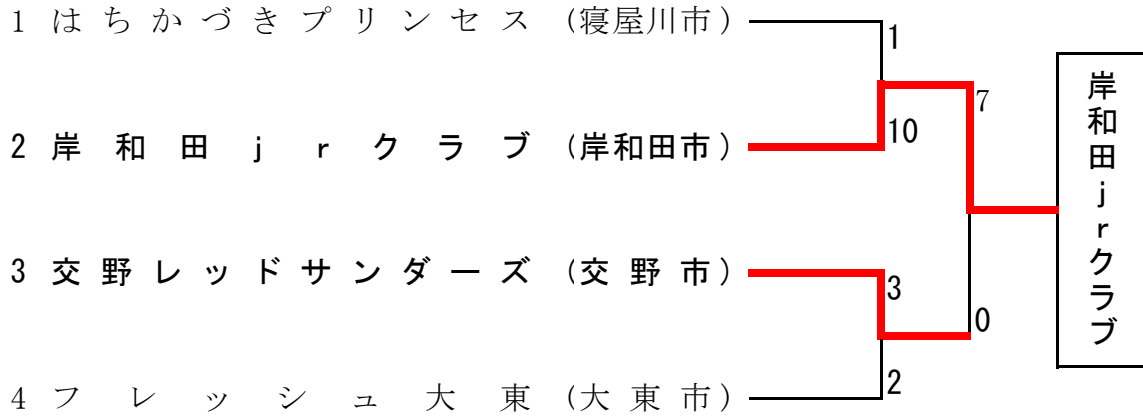 1 はちかづきプリンセス (寝屋川市)
1
7
2 岸和田jrクラブ (岸和田市)
10
岸和田jrクラブ
3 交野レッドサンダーズ (交野市)
3
0
4 フレッシュ大東 (大東市)
2